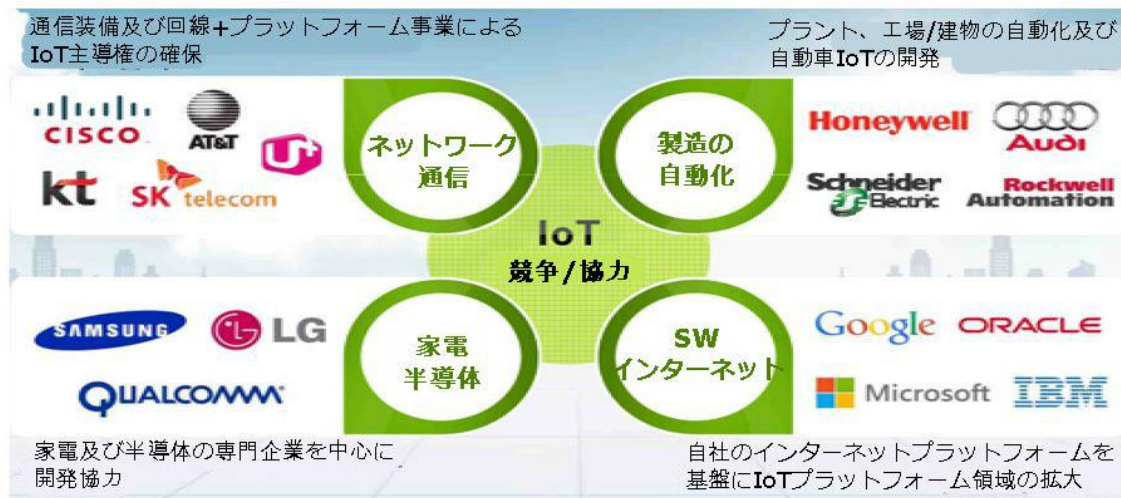 通信装備及び回線+プラットフォーム事業による
IoT主導権の確保
プラント、工場/建物の自動化及び
自動車IoTの開発
CISCO
AT&T
U+
kt
SK telecom
ネットワーク
通信
製造の
自動化
Honeywell
Audi
Schneider
Electric
Rockwell
Automation
IoT
競争/協力
SAMSUNG
LG
QUALCOMM
家電
半導体
SW
インターネット
Google
ORACLE
Microsoft
IBM
家電及び半導体の専門企業を中心に
開発協力
自社のインターネットプラットフォームを
基盤にIoTプラットフォーム領域の拡大